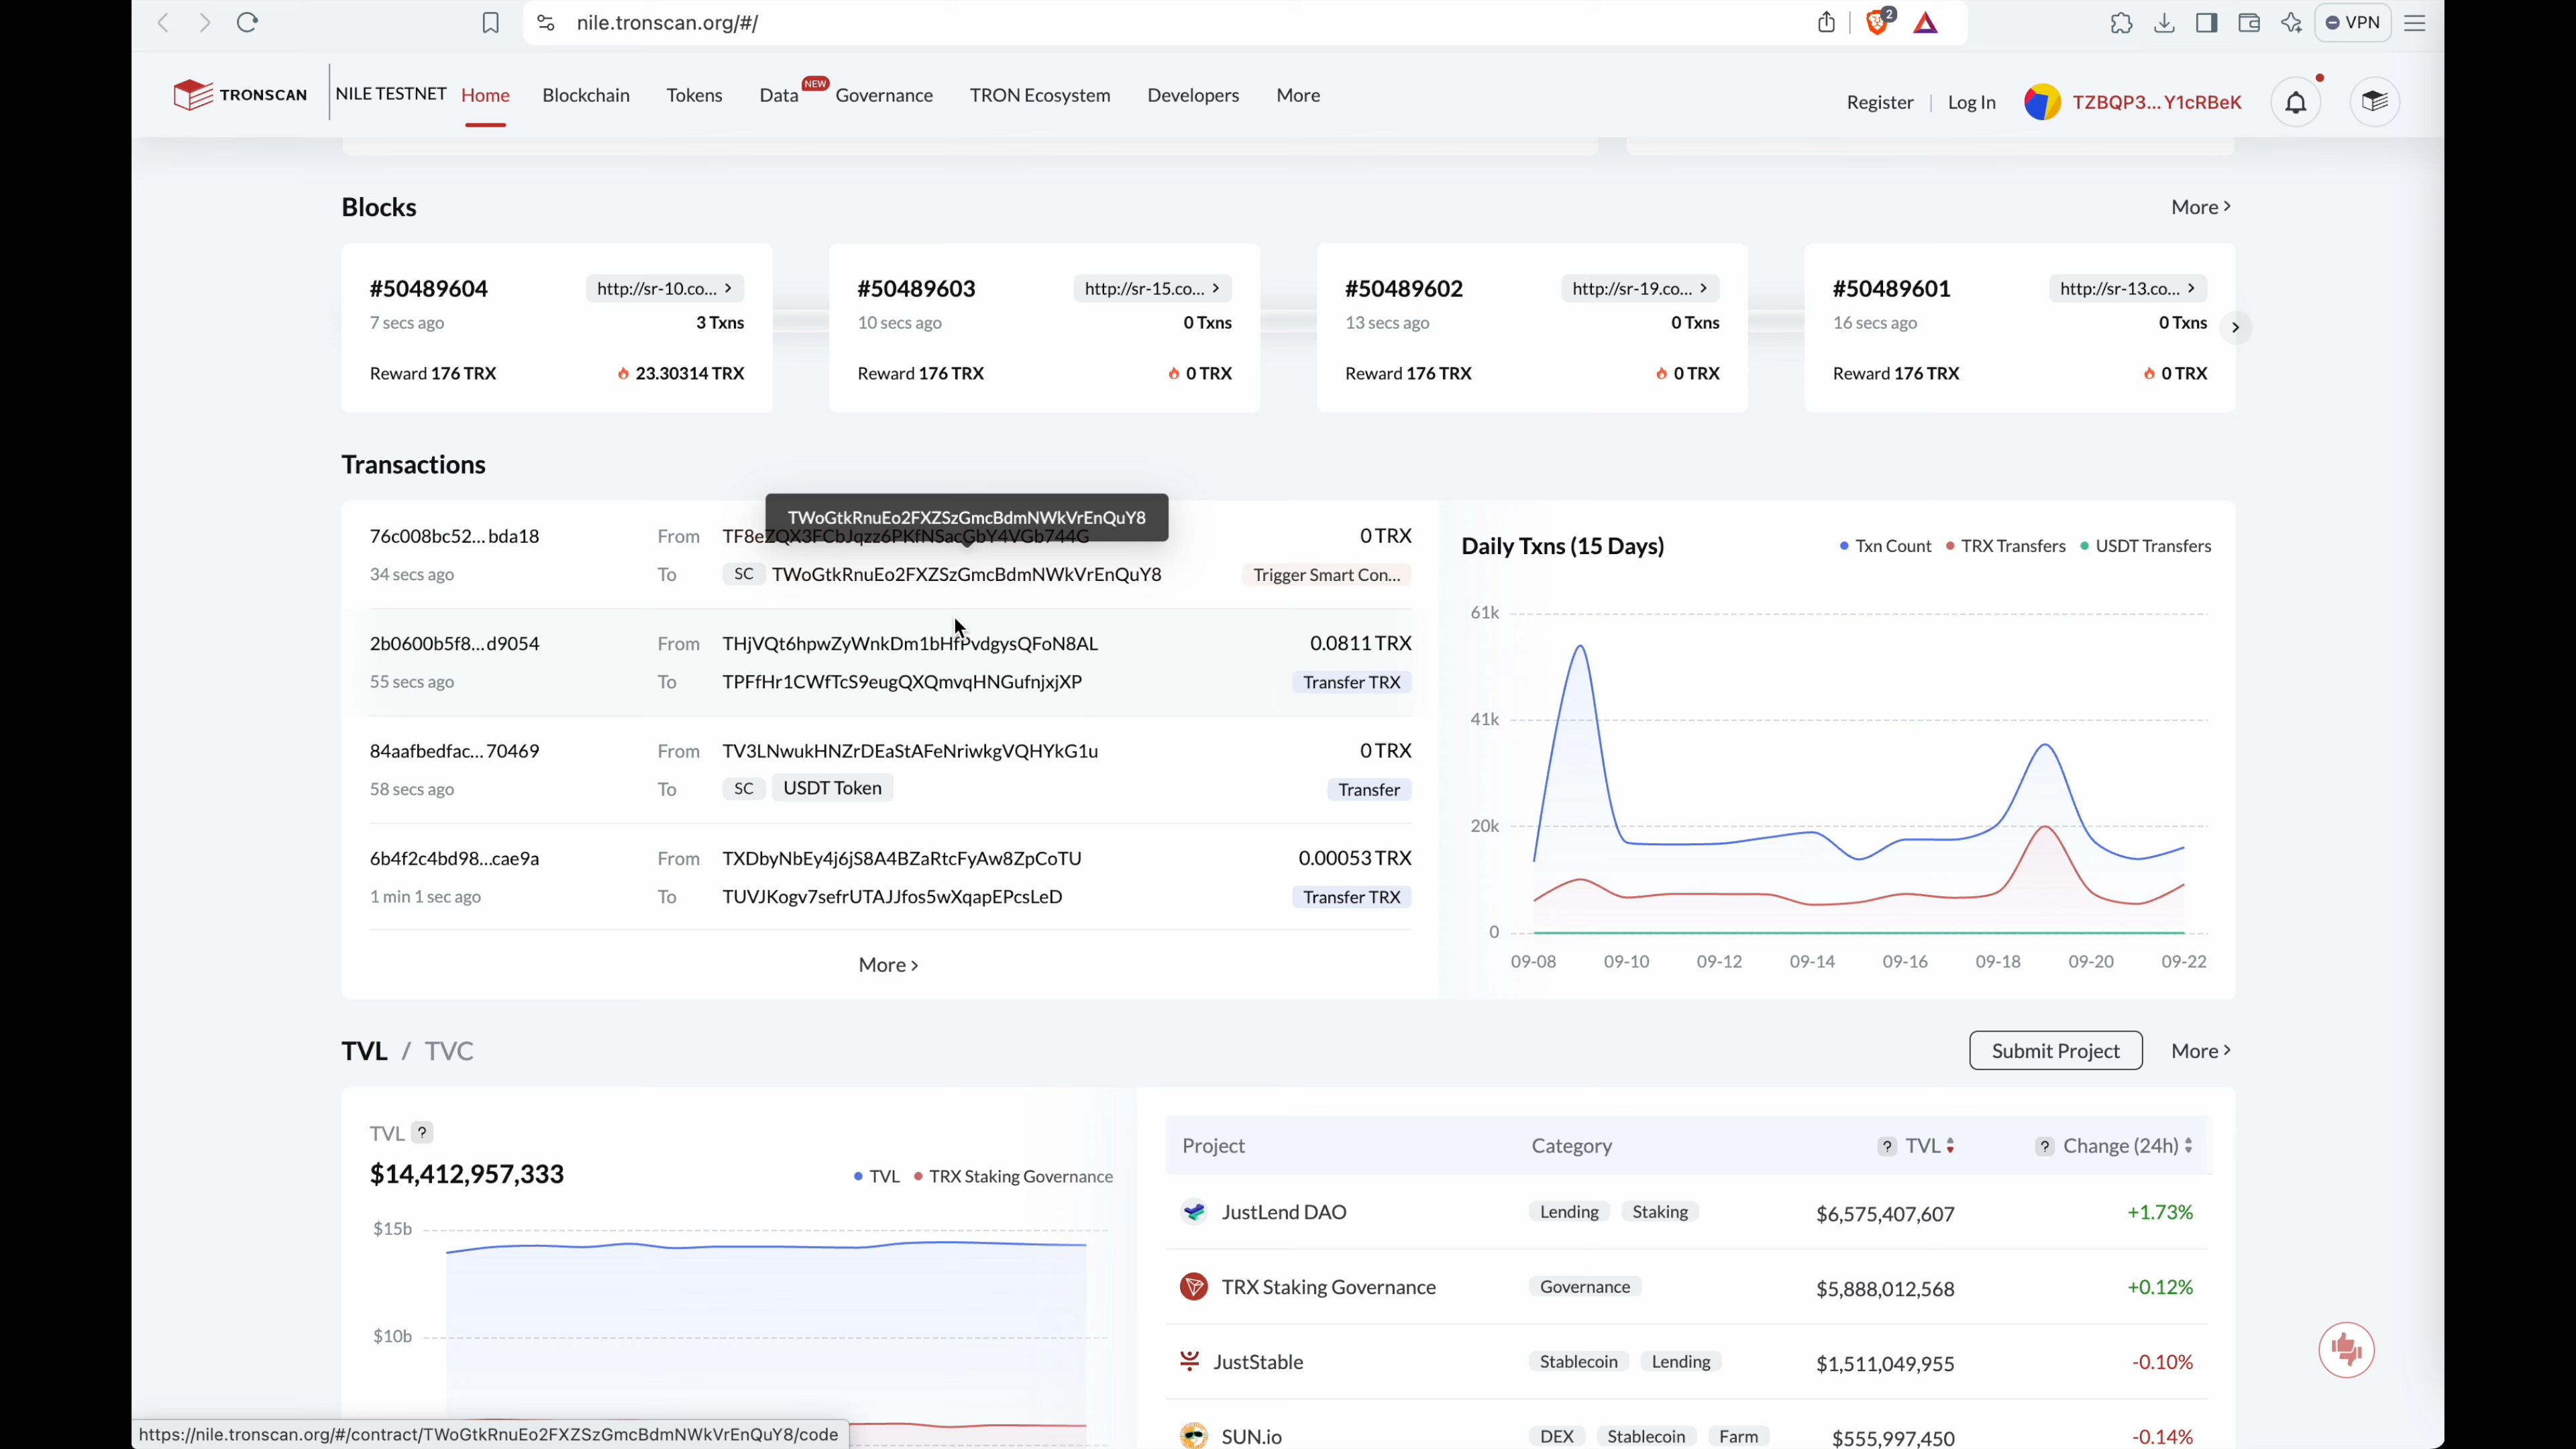 nile.tronscan.org/#/
2
VPN
TRONSCAN
NILE TESTNET
Home
Blockchain
Tokens
Data
NEW
Governance
TRON Ecosystem
Developers
More
Register
Log In
TZBQP3...Y1cRBeK
Blocks
More >
#50489604 http://sr-10.co... >
7 secs ago 3 Txns
Reward 176 TRX 23.30314 TRX
#50489603 http://sr-15.co... >
10 secs ago 0 Txns
Reward 176 TRX 0 TRX
#50489602 http://sr-19.co... >
13 secs ago 0 Txns
Reward 176 TRX 0 TRX
#50489601 http://sr-13.co... >
16 secs ago 0 Txns
Reward 176 TRX 0 TRX
Transactions
TWoGtkRnuEo2FXZSzGmcBdmNWkVrEnQuY8
76c008bc52...bda18 From TF8eZQX3FCbJqzz6PKfNSacGbY4VGb744G 0 TRX
34 secs ago To SC TWoGtkRnuEo2FXZSzGmcBdmNWkVrEnQuY8 Trigger Smart Con...
2b0600b5f8...d9054 From THjVQt6hpwZyWnkDm1bHfPvdgysQFoN8AL 0.0811 TRX
55 secs ago To TPFfHr1CWfTcS9eugQXQmvqHNGufnjxjXP Transfer TRX
84aafbedfac...70469 From TV3LNwukHNZrDEaStAFeNriwkgVQHYkG1u 0 TRX
58 secs ago To SC USDT Token Transfer
6b4f2c4bd98...cae9a From TXDbyNbEy4j6jS8A4BZaRtcFyAw8ZpCoTU 0.00053 TRX
1 min 1 sec ago To TUVJKogv7sefrUTAJJfos5wXqapEPcsLeD Transfer TRX
More >
Daily Txns (15 Days) Txn Count TRX Transfers USDT Transfers
61k
41k
20k
0
09-08 09-10 09-12 09-14 09-16 09-18 09-20 09-22
TVL / TVC
Submit Project More >
TVL ?
$14,412,957,333 TVL TRX Staking Governance
$15b
$10b
Project Category ? TVL ? Change (24h)
JustLend DAO Lending Staking $6,575,407,607 +1.73%
TRX Staking Governance Governance $5,888,012,568 +0.12%
JustStable Stablecoin Lending $1,511,049,955 -0.10%
SUN.io DEX Stablecoin Farm $555,997,450 -0.14%
https://nile.tronscan.org/#/contract/TWoGtkRnuEo2FXZSzGmcBdmNWkVrEnQuY8/code